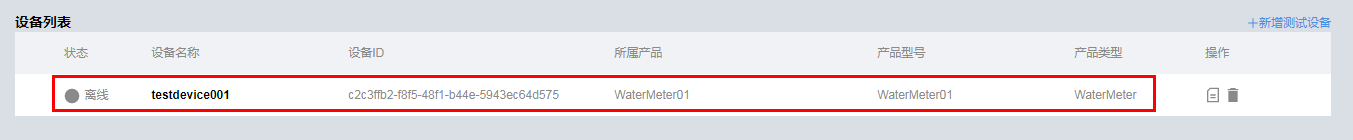 设备列表
+新增测试设备
状态 设备名称 设备ID 所属产品 产品型号 产品类型 操作
离线 testdevice001 c2c3ffb2-f8f5-48f1-b44e-5943ec64d575 WaterMeter01 WaterMeter01 WaterMeter